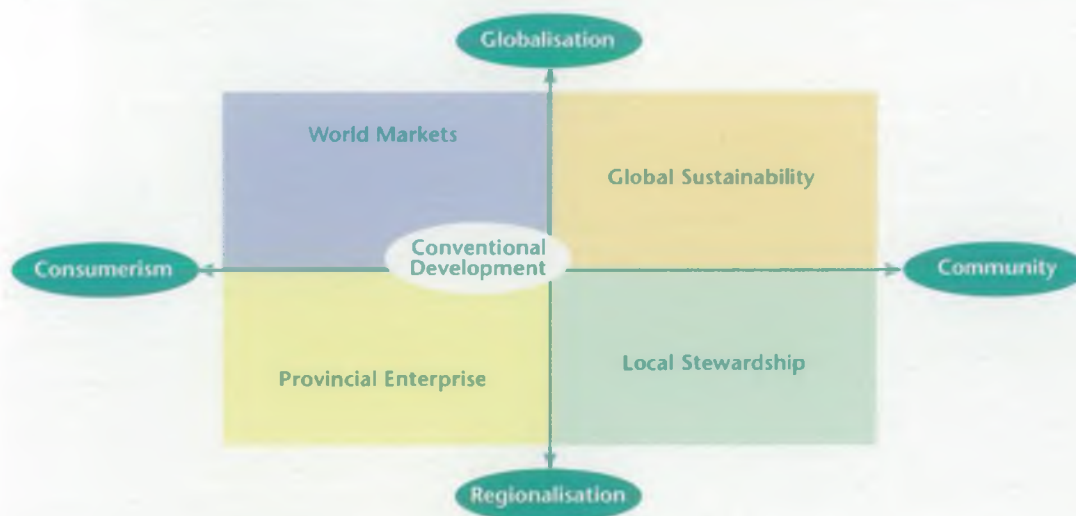 Globalisation
World Markets
Global Sustainability
Conventional
Development
Consumerism
Community
Provincial Enterprise
Local Stewardship
Regionalisation